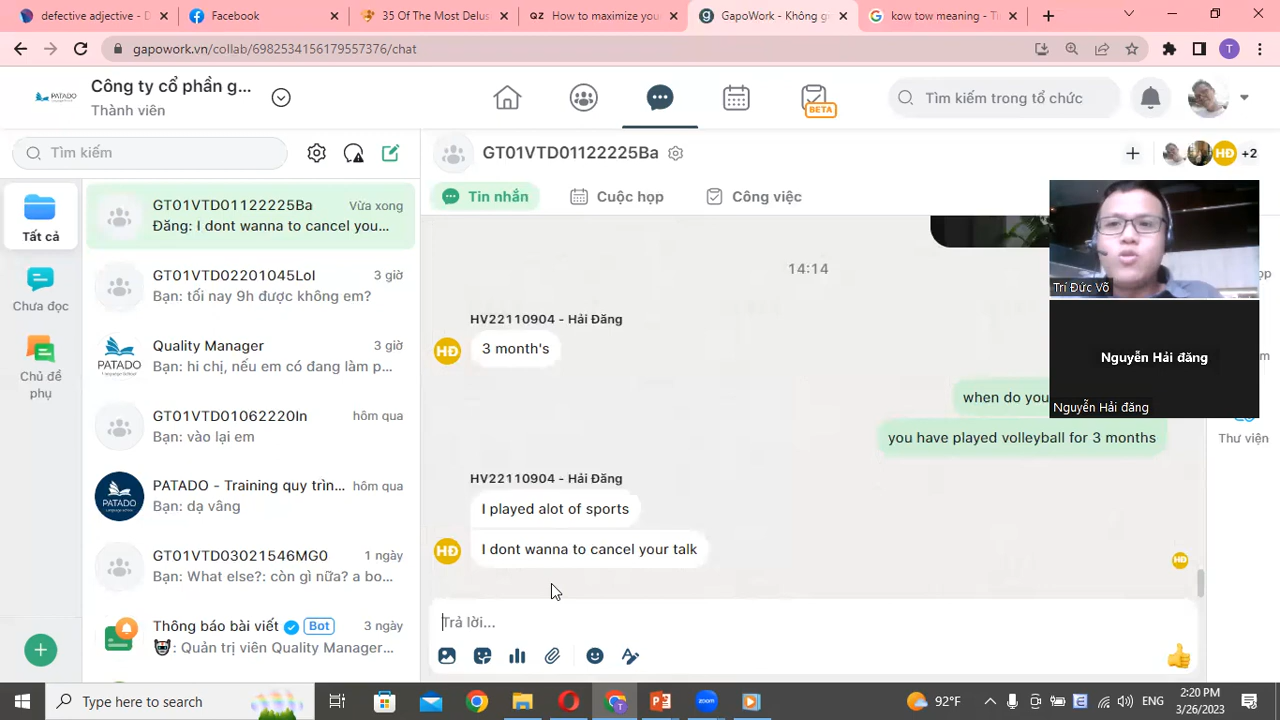 defective adjective - D
Facebook
35 Of The Most Delus
How to maximize you
GapoWork - Không g
kow tow meaning - Ti
gapowork.vn/collab/6982534156179557376/chat
T
PATADO
Công ty cổ phần g...
Thành viên
BETA
Tìm kiếm trong tổ chức
Tìm kiếm
GT01VTD01122225Ba
HĐ
+2
Tin nhắn
Cuộc họp
Công việc
Tất cả
Chưa đọc
Chủ đề phụ
GT01VTD01122225Ba
Vừa xong
Đăng: I dont wanna to cancel you...
GT01VTD02201045Lol
3 giờ
Bạn: tối nay 9h được không em?
Quality Manager
3 giờ
Bạn: hi chị, nếu em có đang làm p...
GT01VTD01062220In
hôm qua
Bạn: vào lại em
PATADO - Training quy trìn...
hôm qua
Bạn: dạ vâng
GT01VTD03021546MG0
1 ngày
Bạn: What else?: còn gì nữa? a bo...
Thông báo bài viết
Bot
3 ngày
: Quản trị viên Quality Manager...
14:14
HV22110904 - Hải Đăng
HĐ
3 month's
when do you
you have played volleyball for 3 months
HV22110904 - Hải Đăng
I played alot of sports
HĐ
I dont wanna to cancel your talk
HĐ
Trả lời...
Trí Đức Võ
Nguyễn Hải đăng
Nguyễn Hải đăng
Thư viện
Type here to search
zoom
92°F
ENG
2:20 PM
3/26/2023